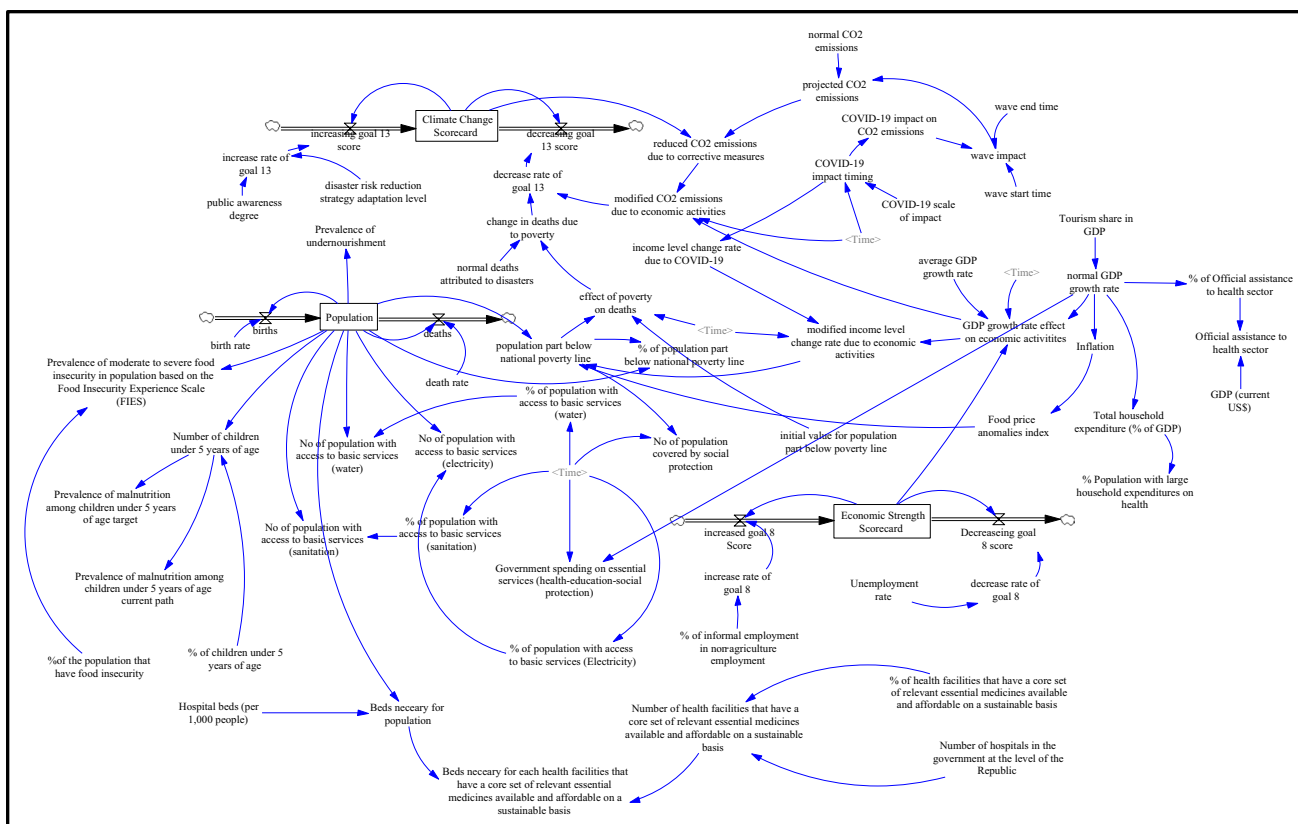 normal CO2
emissions
projected CO2
emissions
wave end time
Climate Change
Scorecard
increasing goal 13
score
decreasing goal
13 score
COVID-19 impact on
CO2 emissions
reduced CO2 emissions
due to corrective measures
wave impact
increase rate of
goal 13
COVID-19
impact timing
decrease rate of
goal 13
disaster risk reduction
strategy adaptation level
wave start time
public awareness
degree
modified CO2 emissions
due to economic activities
COVID-19 scale
of impact
change in deaths due
to poverty
Tourism share in
GDP
Prevalence of
undernourishment
<Time>
income level change rate
due to COVID-19
average GDP
growth rate
normal deaths
attributed to disasters
<Time>
normal GDP
growth rate
% of Official assistance
to health sector
effect of poverty
on deaths
Population
births
deaths
birth rate
<Time>
modified income level
change rate due to economic
activities
GDP growth rate effect
on economic activitities
Inflation
Official assistance to
health sector
population part below
national poverty line
% of population part
below national poverty line
Prevalence of moderate to severe food
insecurity in population based on the
Food Insecurity Experience Scale
(FIES)
death rate
% of population with
access to basic services
(water)
GDP (current
US$)
Food price
anomalies index
Total household
expenditure (% of GDP)
Number of children
under 5 years of age
No of population with
access to basic services
(water)
No of population with
access to basic services
(electricity)
No of population
covered by social
protection
initial value for population
part below poverty line
<Time>
% Population with large
household expenditures on
health
Prevalence of malnutrition
among children under 5 years
of age target
No of population with
access to basic services
(sanitation)
% of population with
access to basic services
(sanitation)
Economic Strength
Scorecard
increased goal 8
Score
Decreaseing goal
8 score
Government spending on essential
services (health-education-social
protection)
Prevalence of malnutrition among
children under 5 years of age
current path
increase rate of
goal 8
Unemployment
rate
decrease rate of
goal 8
%of the population that
have food insecurity
% of children under 5
years of age
% of population with access
to basic services (Electricity)
% of informal employment
in nonagriculture
employment
% of health facilities that have a core set
of relevant essential medicines available
and affordable on a sustainable basis
Hospital beds (per
1,000 people)
Beds neceary for
population
Number of health facilities that have a
core set of relevant essential medicines
available and affordable on a sustainable
basis
Number of hospitals in the
government at the level of the
Republic
Beds neceary for each health facilities that
have a core set of relevant essential
medicines available and affordable on a
sustainable basis